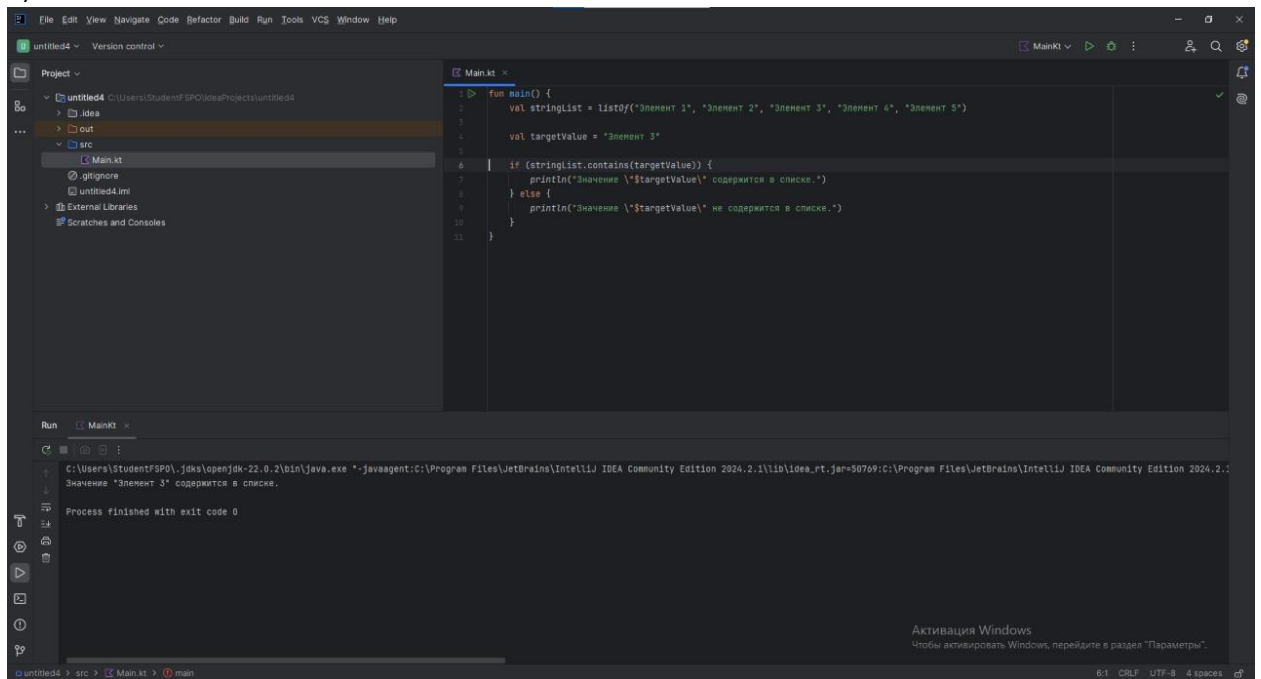 File Edit View Navigate Code Refactor Build Run Tools VCS Window Help
untitled4 Version control MainKt
Project
Main.kt
untitled4 C:\Users\StudentFSPO\IdeaProjects\untitled4
.idea
out
src
Main.kt
.gitignore
untitled4.iml
External Libraries
Scratches and Consoles
1 fun main() {
2 val stringList = listOf("Элемент 1", "Элемент 2", "Элемент 3", "Элемент 4", "Элемент 5")
3
4 val targetValue = "Элемент 3"
5
6 if (stringList.contains(targetValue)) {
7 println("Значение \"$targetValue\" содержится в списке.")
8 } else {
9 println("Значение \"$targetValue\" не содержится в списке.")
10 }
11 }
Run MainKt
C:\Users\StudentFSPO\.jdks\openjdk-22.0.2\bin\java.exe "-javaagent:C:\Program Files\JetBrains\IntelliJ IDEA Community Edition 2024.2.1\lib\idea_rt.jar=50769:C:\Program Files\JetBrains\IntelliJ IDEA Community Edition 2024.2.1
Значение "Элемент 3" содержится в списке.
Process finished with exit code 0
Активация Windows
Чтобы активировать Windows, перейдите в раздел "Параметры".
untitled4 > src > Main.kt > main 6:1 CRLF UTF-8 4 spaces